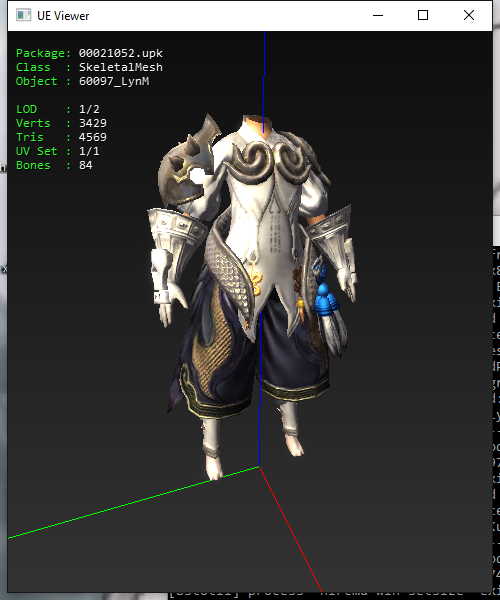 UE Viewer
Package: 00021052.upk
Class : SkeletalMesh
Object : 60097_LynM
LOD : 1/2
Verts : 3429
Tris : 4569
UV Set : 1/1
Bones : 84